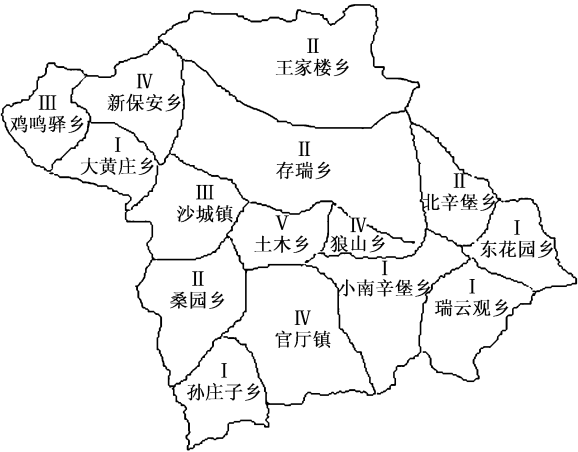 Ⅱ
王家楼乡
Ⅳ
新保安乡
Ⅲ
鸡鸣驿乡
Ⅰ
大黄庄乡
Ⅱ
存瑞乡
Ⅱ
北辛堡乡
Ⅲ
沙城镇
Ⅴ
土木乡
Ⅳ
狼山乡
Ⅰ
东花园乡
Ⅰ
小南辛堡乡
Ⅱ
桑园乡
Ⅰ
瑞云观乡
Ⅳ
官厅镇
Ⅰ
孙庄子乡